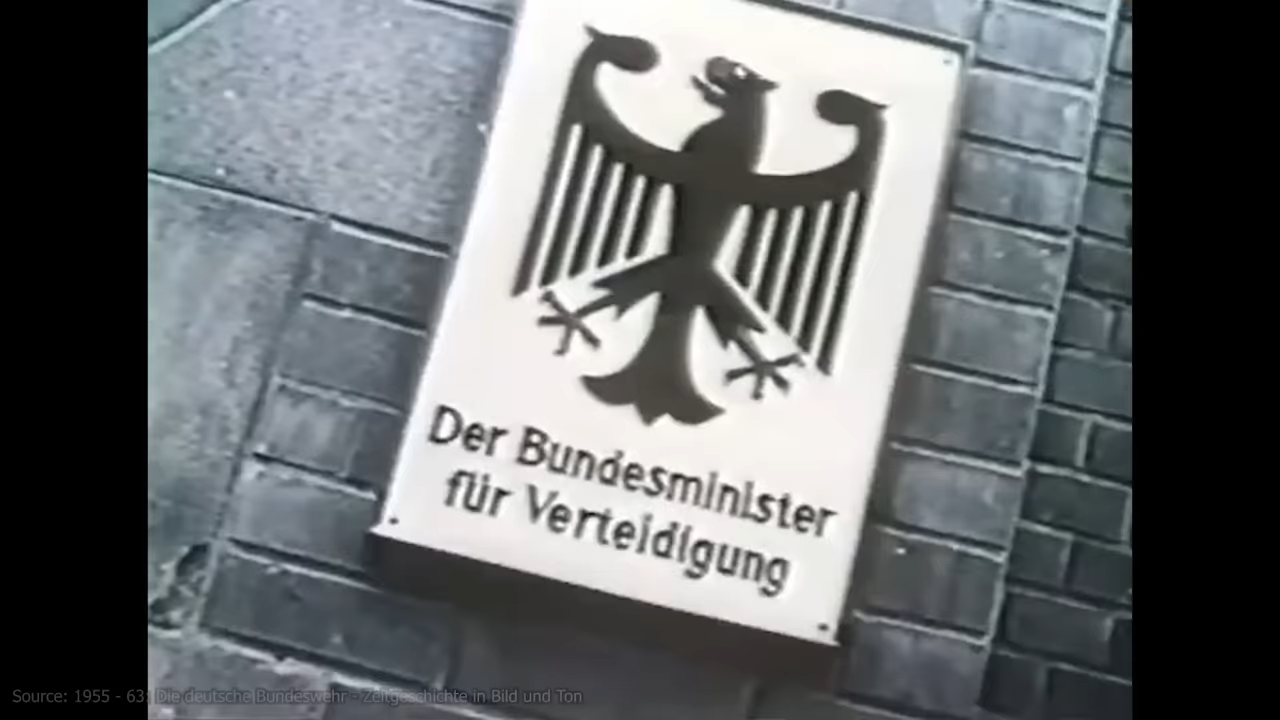 Der Bundesminister
für Verteidigung
Source: 1955 - 63: Die deutsche Bundeswehr - Zeitgeschichte in Bild und Ton